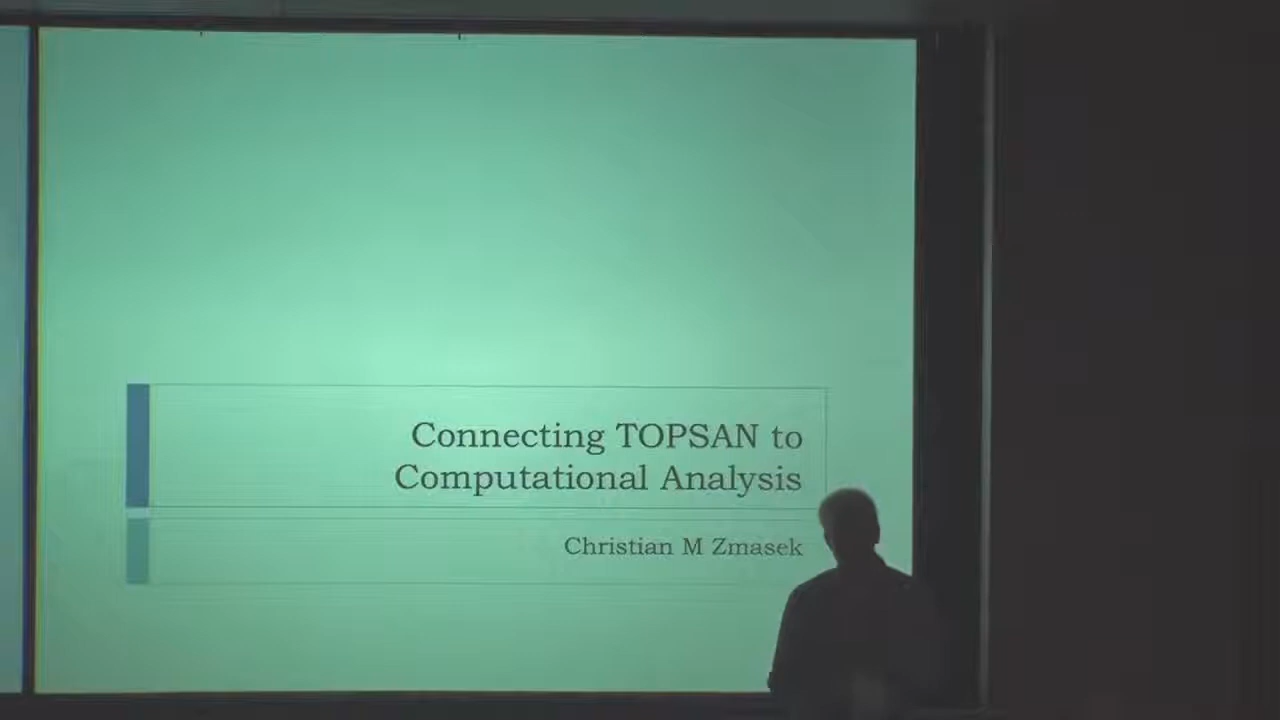 Connecting TOPSAN to
Computational Analysis
Christian M Zmasek